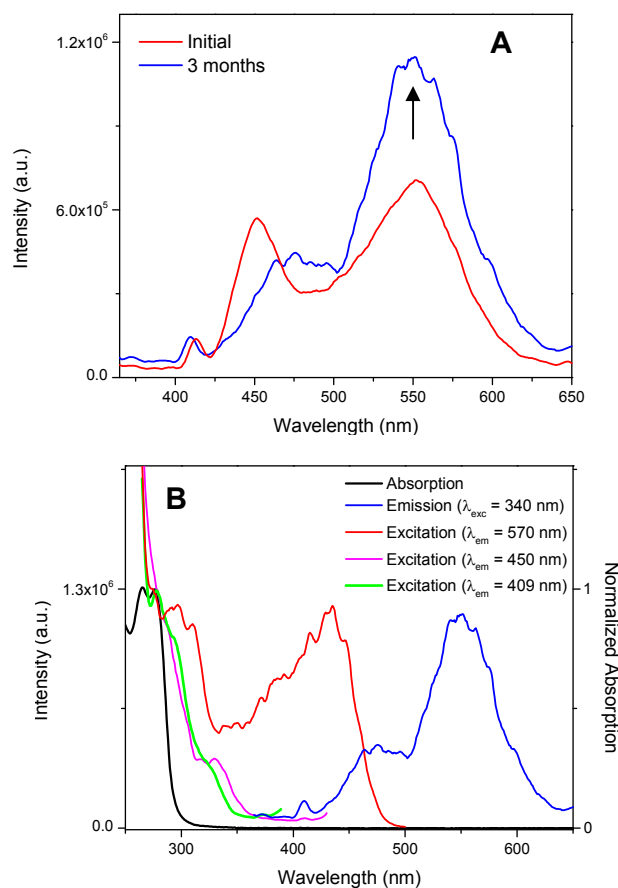 A
Initial
3 months
1.2x10⁶
6.0x10⁵
0.0
Intensity (a.u.)
400 450 500 550 600 650
Wavelength (nm)
B
Absorption
Emission (λexc = 340 nm)
Excitation (λem = 570 nm)
Excitation (λem = 450 nm)
Excitation (λem = 409 nm)
1.3x10⁶
0.0
Intensity (a.u.)
1
0
Normalized Absorption
300 400 500 600
Wavelength (nm)